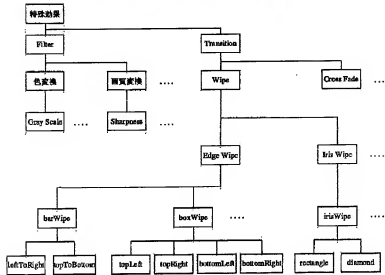 特殊効果
Filter
Transition
色変換
画質変換
....
Wipe
Cross Fade
...
Gray Scale
....
Sharpness
....
Edge Wipe
Iris Wipe
...
barWipe
boxWipe
....
irisWipe
...
leftToRight
topToBottom
topLeft
topRight
bottomLeft
bottomRight
rectangle
diamond